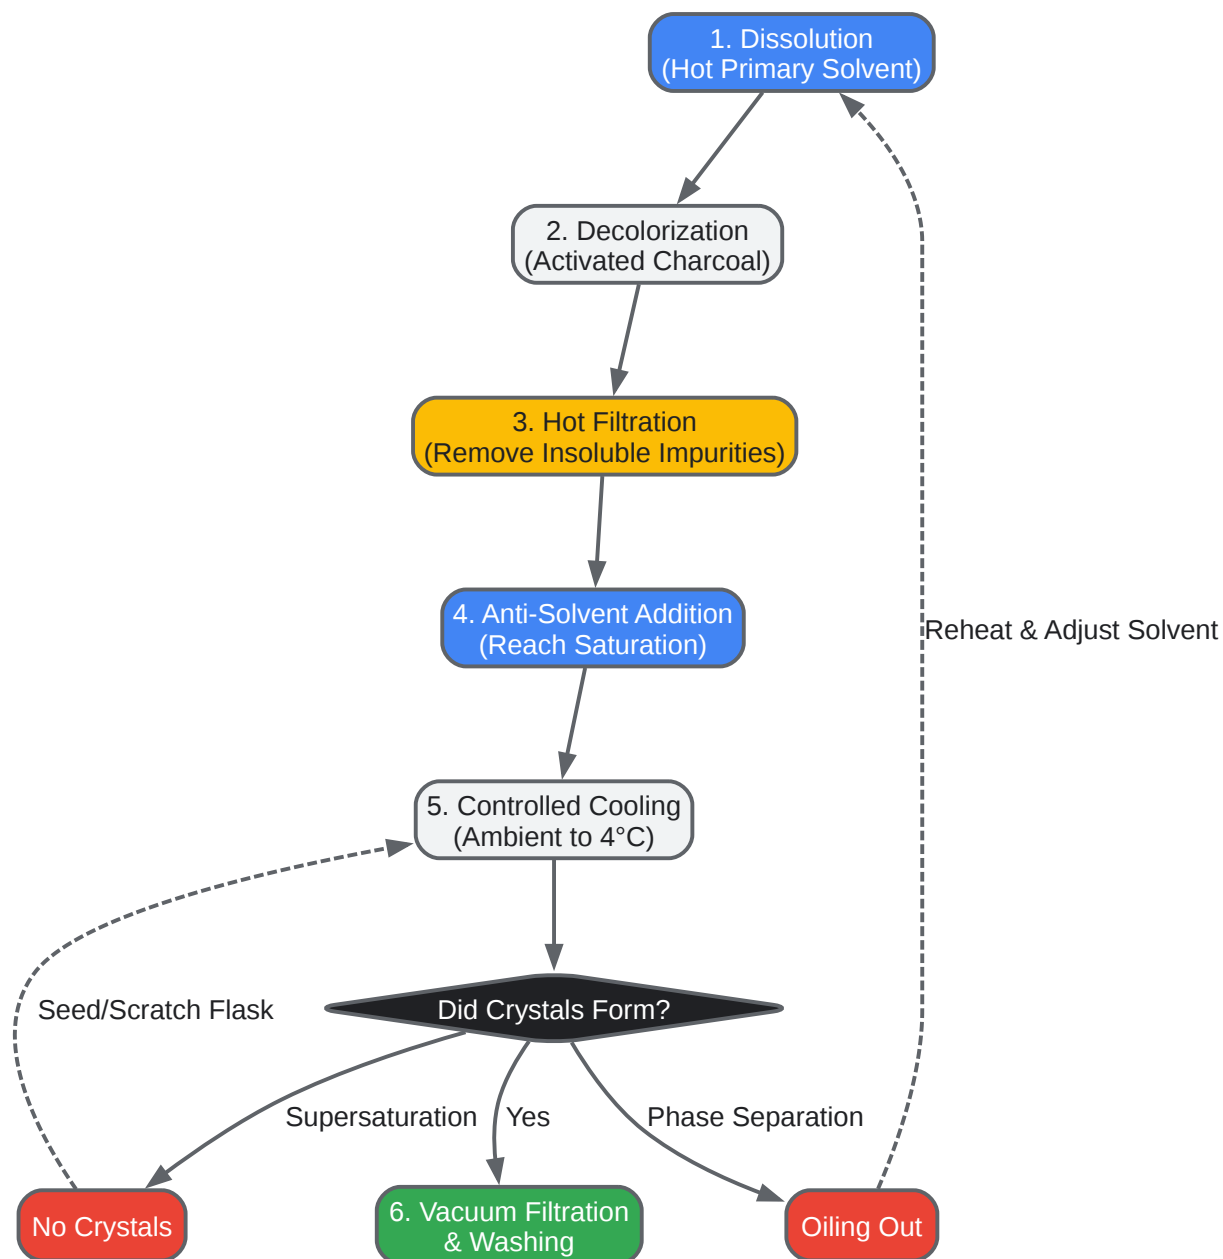 1. Dissolution
(Hot Primary Solvent)
2. Decolorization
(Activated Charcoal)
3. Hot Filtration
(Remove Insoluble Impurities)
4. Anti-Solvent Addition
(Reach Saturation)
Reheat & Adjust Solvent
5. Controlled Cooling
(Ambient to 4°C)
Seed/Scratch Flask
Did Crystals Form?
Supersaturation
Yes
Phase Separation
No Crystals
6. Vacuum Filtration
& Washing
Oiling Out